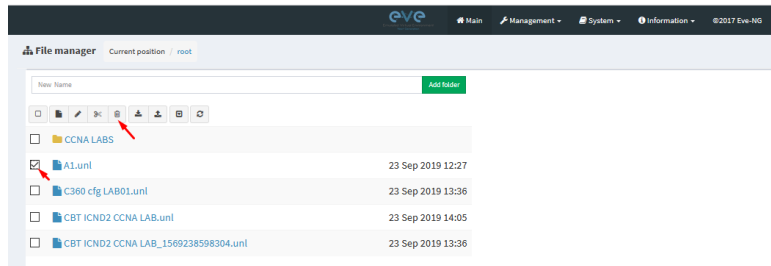 eve
Main
Management
System
Information
©2017 Eve-NG
File manager
Current position / root
New Name
Add folder
CCNA LABS
A1.unl 23 Sep 2019 12:27
C360 cfg LAB01.unl 23 Sep 2019 13:36
CBT ICND2 CCNA LAB.unl 23 Sep 2019 14:05
CBT ICND2 CCNA LAB_1569238598304.unl 23 Sep 2019 13:36